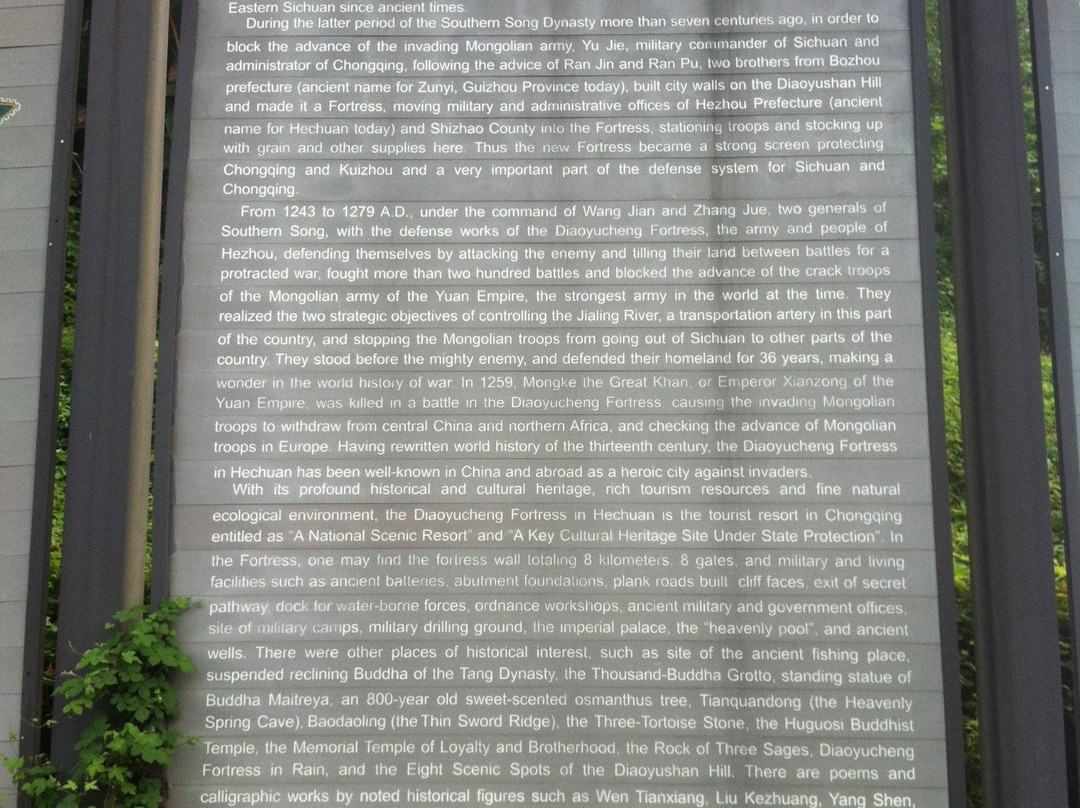 Eastern Sichuan since ancient times.
During the latter period of the Southern Song Dynasty more than seven centuries ago, in order to
block the advance of the invading Mongolian army, Yu Jie, military commander of Sichuan and
administrator of Chongqing, following the advice of Ran Jin and Ran Pu, two brothers from Bozhou
prefecture (ancient name for Zunyi, Guizhou Province today), built city walls on the Diaoyushan Hill
and made it a Fortress, moving military and administrative offices of Hezhou Prefecture (ancient
name for Hechuan today) and Shizhao County into the Fortress, stationing troops and stocking up
with grain and other supplies here. Thus the new Fortress became a strong screen protecting
Chongqing and Kuizhou and a very important part of the defense system for Sichuan and
Chongqing.
From 1243 to 1279 A.D., under the command of Wang Jian and Zhang Jue, two generals of
Southern Song, with the defense works of the Diaoyucheng Fortress, the army and people of
Hezhou, defending themselves by attacking the enemy and tilling their land between battles for a
protracted war, fought more than two hundred battles and blocked the advance of the crack troops
of the Mongolian army of the Yuan Empire, the strongest army in the world at the time. They
realized the two strategic objectives of controlling the Jialing River, a transportation artery in this part
of the country, and stopping the Mongolian troops from going out of Sichuan to other parts of the
country. They stood before the mighty enemy, and defended their homeland for 36 years, making a
wonder in the world history of war. In 1259, Mongke the Great Khan, or Emperor Xianzong of the
Yuan Empire, was killed in a battle in the Diaoyucheng Fortress, causing the invading Mongolian
troops to withdraw from central China and northern Africa, and checking the advance of Mongolian
troops in Europe. Having rewritten world history of the thirteenth century, the Diaoyucheng Fortress
in Hechuan has been well-known in China and abroad as a heroic city against invaders.
With its profound historical and cultural heritage, rich tourism resources and fine natural
ecological environment, the Diaoyucheng Fortress in Hechuan is the tourist resort in Chongqing
entitled as "A National Scenic Resort" and "A Key Cultural Heritage Site Under State Protection". In
the Fortress, one may find the fortress wall totaling 8 kilometers, 8 gates, and military and living
facilities such as ancient batteries, abutment foundations, plank roads built cliff faces, exit of secret
pathway, dock for water-borne forces, ordnance workshops, ancient military and government offices,
site of military camps, military drilling ground, the imperial palace, the "heavenly pool", and ancient
wells. There were other places of historical interest, such as site of the ancient fishing place,
suspended reclining Buddha of the Tang Dynasty, the Thousand-Buddha Grotto, standing statue of
Buddha Maitreya, an 800-year old sweet-scented osmanthus tree, Tianquandong (the Heavenly
Spring Cave), Baodaoling (the Thin Sword Ridge), the Three-Tortoise Stone, the Huguosi Buddhist
Temple, the Memorial Temple of Loyalty and Brotherhood, the Rock of Three Sages, Diaoyucheng
Fortress in Rain, and the Eight Scenic Spots of the Diaoyushan Hill. There are poems and
calligraphic works by noted historical figures such as Wen Tianxiang, Liu Kezhuang, Yang Shen,